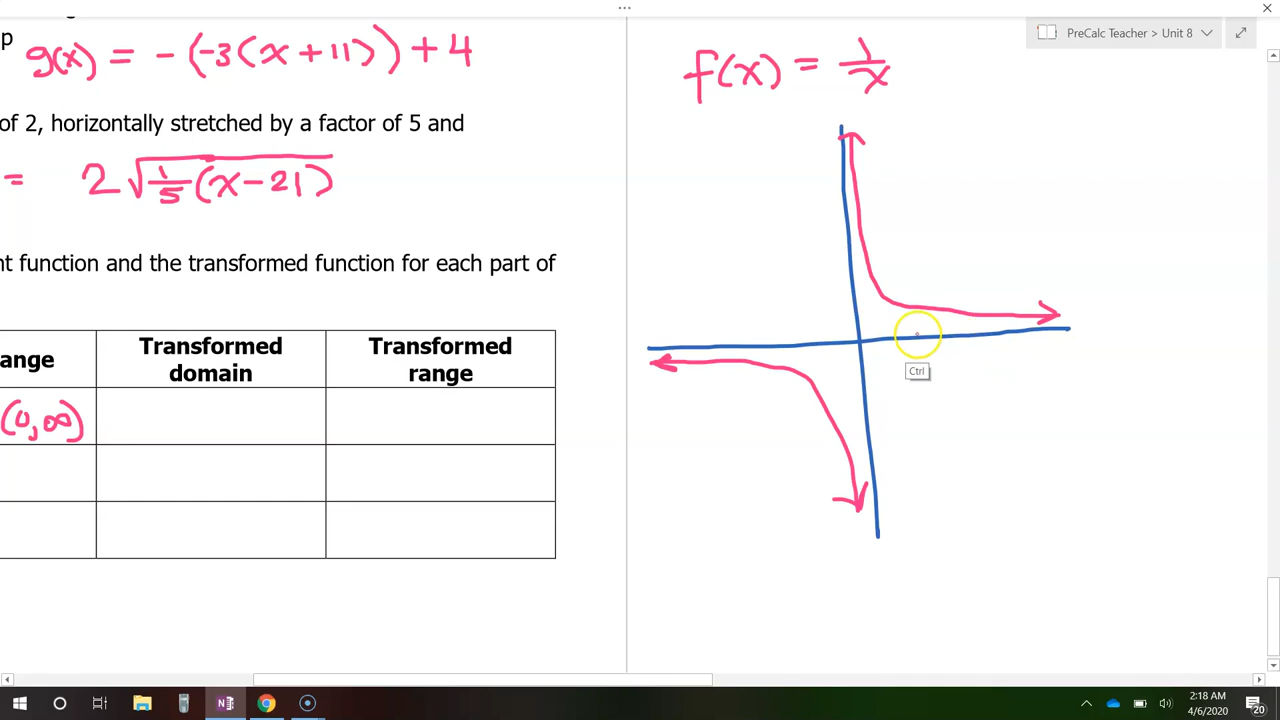 PreCalc Teacher > Unit 8
p
g(x) = -(-3(x+11)) + 4
of 2, horizontally stretched by a factor of 5 and
= 2√(1/5(x-21))
nt function and the transformed function for each part of
ange
Transformed domain
Transformed range
(0,∞)
f(x) = 1/x
Ctrl
2:18 AM
4/6/2020
20